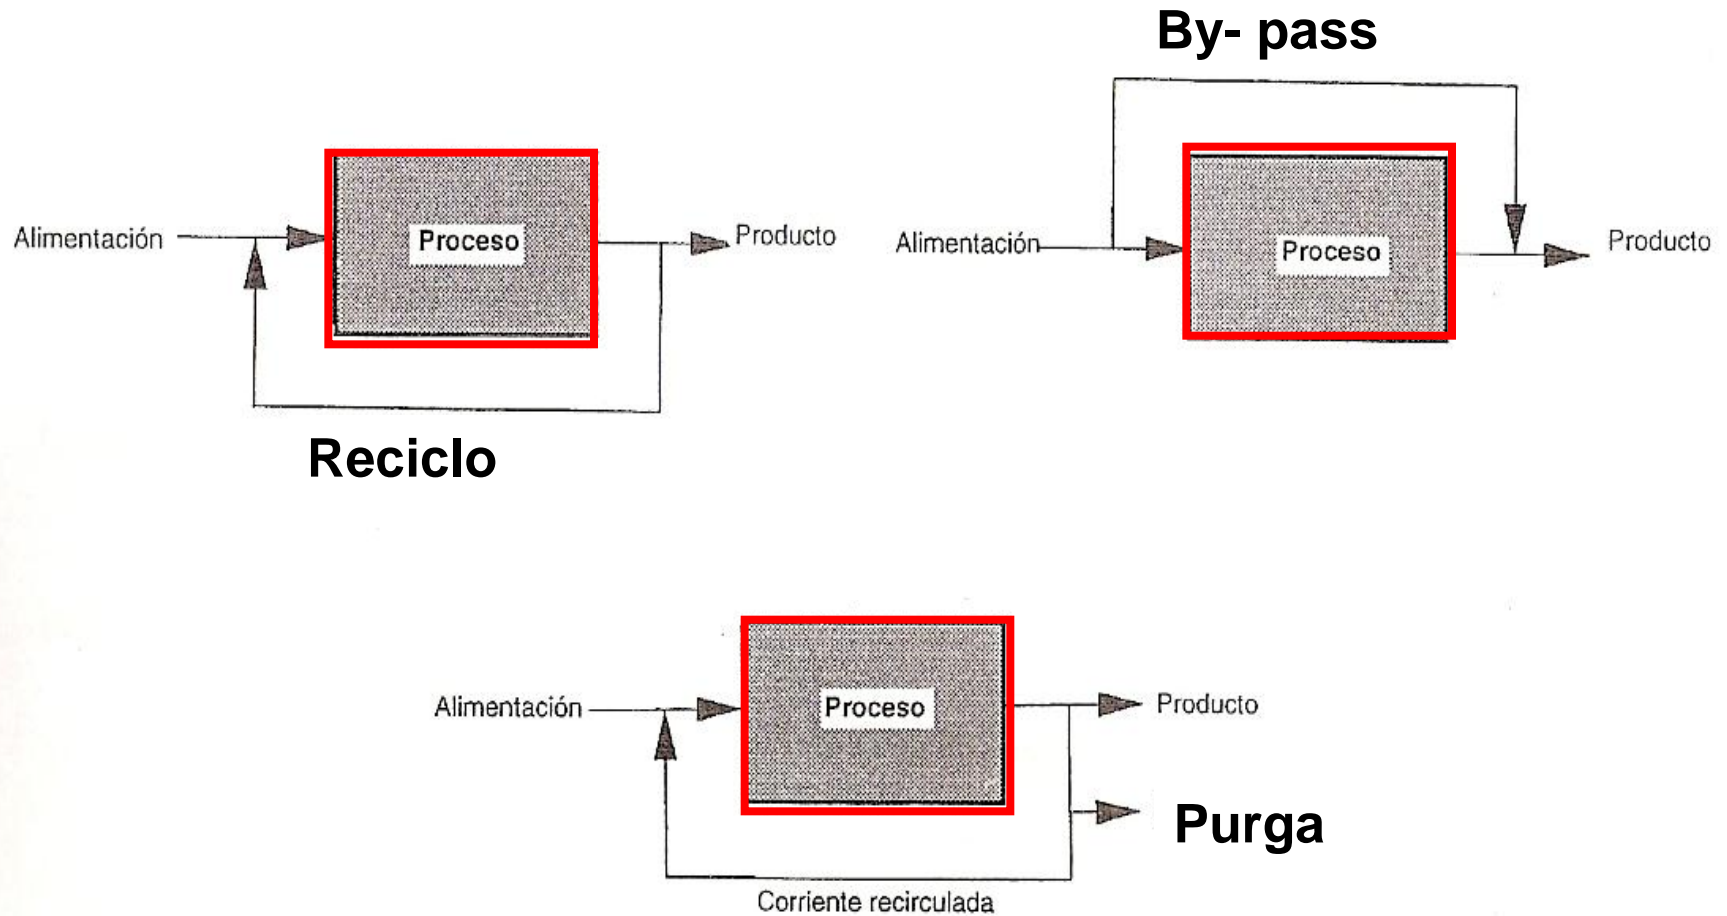 By- pass
Alimentación
Proceso
Producto
Reciclo
Alimentación
Proceso
Producto
Alimentación
Proceso
Producto
Purga
Corriente recirculada